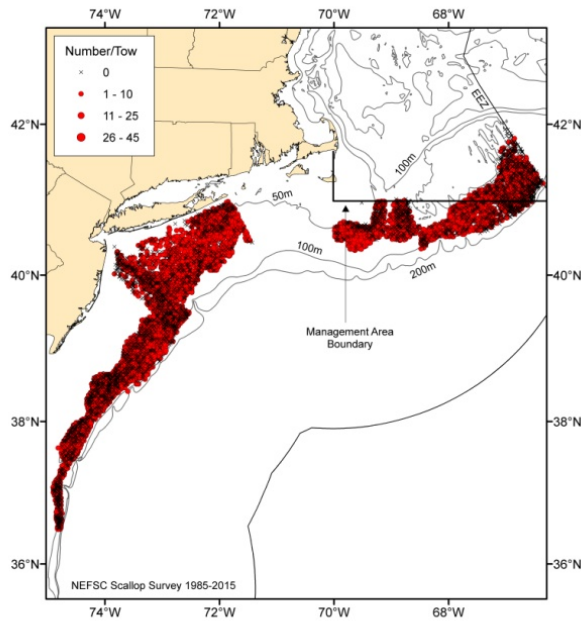 74°W 72°W 70°W 68°W
Number/Tow
0
1 - 10
11 - 25
26 - 45
EEZ
42°N 42°N
100m
50m
100m
200m
40°N 40°N
Management Area
Boundary
38°N 38°N
36°N 36°N
NEFSC Scallop Survey 1985-2015
74°W 72°W 70°W 68°W